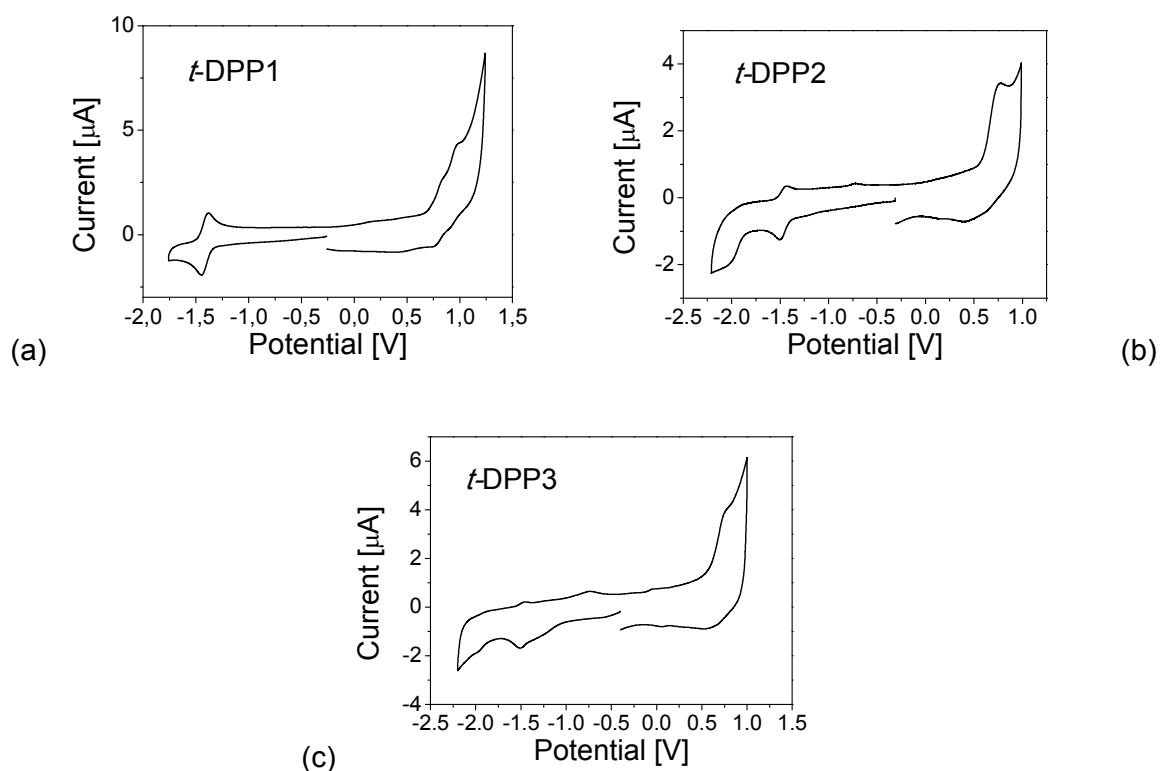 t-DPP1
10
5
0
Current [μA]
-2,0 -1,5 -1,0 -0,5 0,0 0,5 1,0 1,5
Potential [V]
(a)
t-DPP2
4
2
0
-2
Current [μA]
-2.5 -2.0 -1.5 -1.0 -0.5 0.0 0.5 1.0
Potential [V]
(b)
t-DPP3
6
4
2
0
-2
-4
Current [μA]
-2.5 -2.0 -1.5 -1.0 -0.5 0.0 0.5 1.0 1.5
Potential [V]
(c)